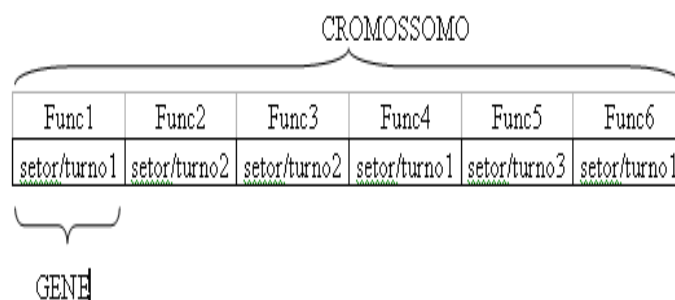 CROMOSSOMO
Func1 Func2 Func3 Func4 Func5 Func6
setor/turno1 setor/turno2 setor/turno2 setor/turno1 setor/turno3 setor/turno1
GENE